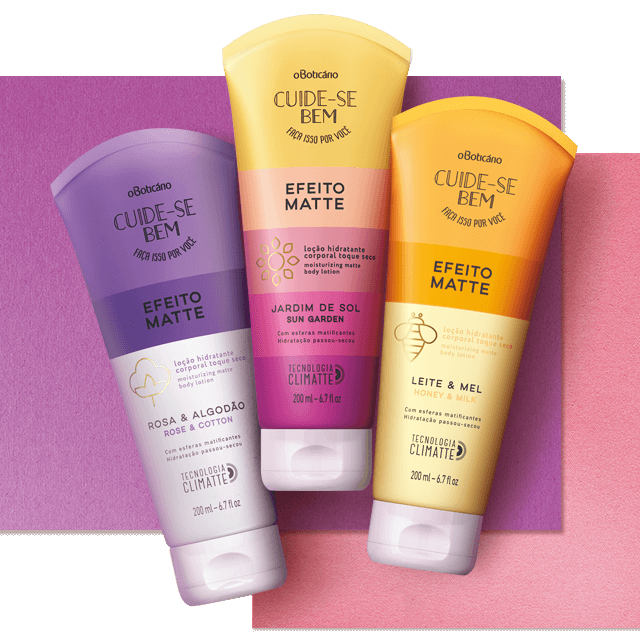 oBoticário
CUIDE-SE
BEM
FAÇA ISSO POR VOCÊ
EFEITO
MATTE
loção hidratante
corporal toque seco
moisturizing matte
body lotion
ROSA & ALGODÃO
ROSE & COTTON
Com esferas matificantes
Hidratação passou-secou
TECNOLOGIA
CLIMATTE
200 ml – 6.7 fl oz
oBoticário
CUIDE-SE
BEM
FAÇA ISSO POR VOCÊ
EFEITO
MATTE
loção hidratante
corporal toque seco
moisturizing matte
body lotion
JARDIM DE SOL
SUN GARDEN
Com esferas matificantes
Hidratação passou-secou
TECNOLOGIA
CLIMATTE
200 ml – 6.7 fl oz
oBoticário
CUIDE-SE
BEM
FAÇA ISSO POR VOCÊ
EFEITO
MATTE
loção hidratante
corporal toque seco
moisturizing matte
body lotion
LEITE & MEL
HONEY & MILK
Com esferas matificantes
Hidratação passou-secou
TECNOLOGIA
CLIMATTE
200 ml – 6.7 fl oz